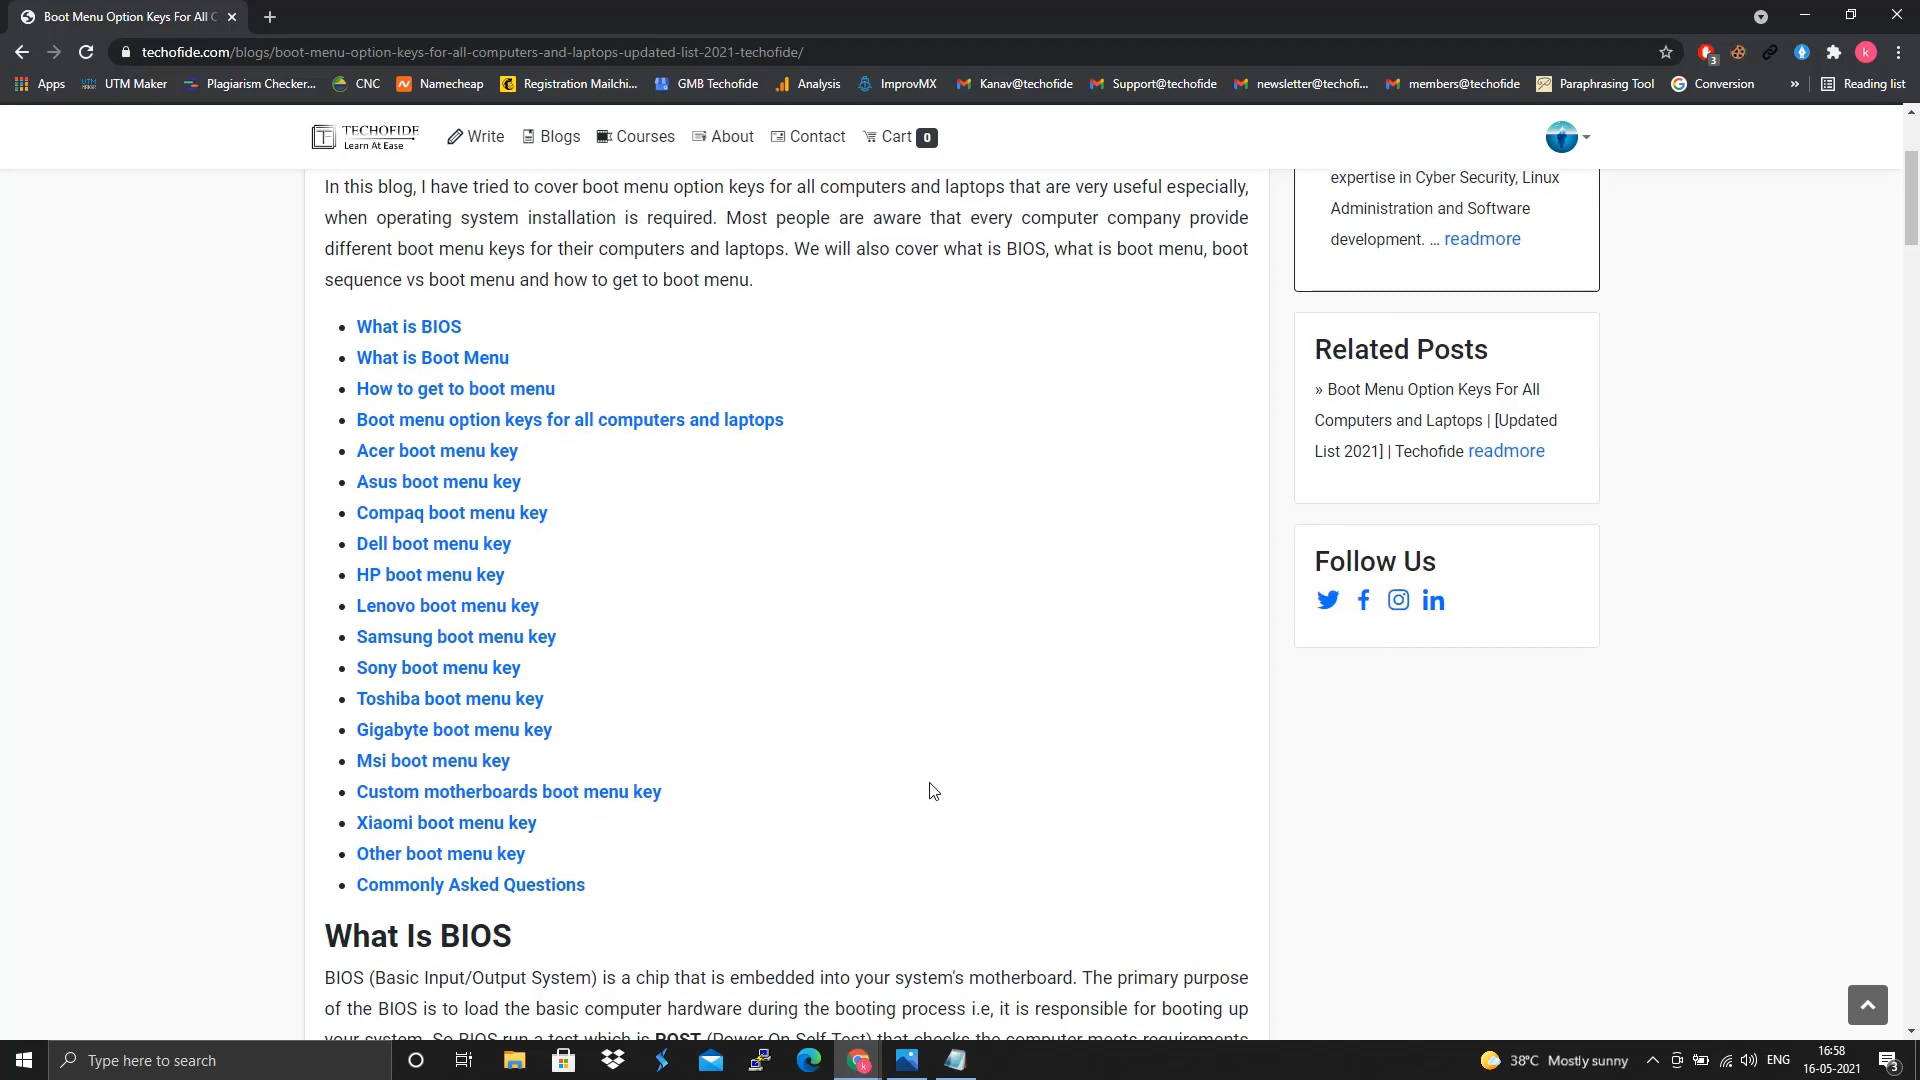 Boot Menu Option Keys For All C
techofide.com/blogs/boot-menu-option-keys-for-all-computers-and-laptops-updated-list-2021-techofide/
3
k
Apps UTM Maker Plagiarism Checker... CNC Namecheap Registration Mailchi... GMB Techofide Analysis ImprovMX Kanav@techofide Support@techofide newsletter@techofi... members@techofide Paraphrasing Tool Conversion » Reading list
TECHOFIDE
Learn At Ease
Write Blogs Courses About Contact Cart 0
In this blog, I have tried to cover boot menu option keys for all computers and laptops that are very useful especially,
when operating system installation is required. Most people are aware that every computer company provide
different boot menu keys for their computers and laptops. We will also cover what is BIOS, what is boot menu, boot
sequence vs boot menu and how to get to boot menu.
• What is BIOS
• What is Boot Menu
• How to get to boot menu
• Boot menu option keys for all computers and laptops
• Acer boot menu key
• Asus boot menu key
• Compaq boot menu key
• Dell boot menu key
• HP boot menu key
• Lenovo boot menu key
• Samsung boot menu key
• Sony boot menu key
• Toshiba boot menu key
• Gigabyte boot menu key
• Msi boot menu key
• Custom motherboards boot menu key
• Xiaomi boot menu key
• Other boot menu key
• Commonly Asked Questions
What Is BIOS
BIOS (Basic Input/Output System) is a chip that is embedded into your system's motherboard. The primary purpose
of the BIOS is to load the basic computer hardware during the booting process i.e, it is responsible for booting up
your system. So BIOS run a test which is POST (Power On Self Test) that checks the computer meets requirements
expertise in Cyber Security, Linux
Administration and Software
development. ... readmore
Related Posts
» Boot Menu Option Keys For All
Computers and Laptops | [Updated
List 2021] | Techofide readmore
Follow Us
Type here to search
38°C Mostly sunny
ENG
16:58
16-05-2021
3